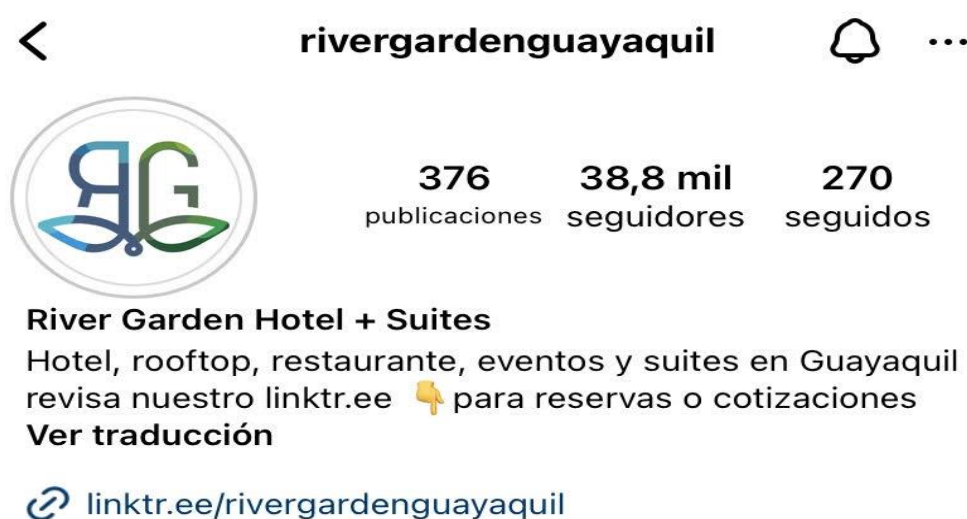 rivergardenguayaquil
RG
376 38,8 mil 270
publicaciones seguidores seguidos
River Garden Hotel + Suites
Hotel, rooftop, restaurante, eventos y suites en Guayaquil
revisa nuestro linktr.ee 👇 para reservas o cotizaciones
Ver traducción
linktr.ee/rivergardenguayaquil